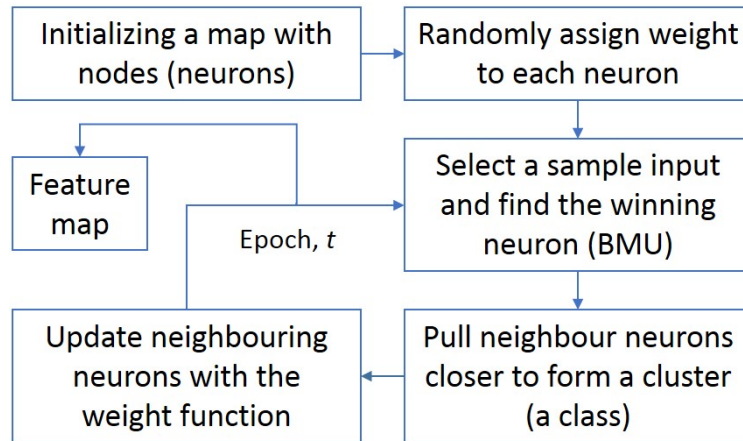 Initializing a map with
nodes (neurons)
Randomly assign weight
to each neuron
Select a sample input
and find the winning
neuron (BMU)
Feature
map
Epoch, t
Pull neighbour neurons
closer to form a cluster
(a class)
Update neighbouring
neurons with the
weight function